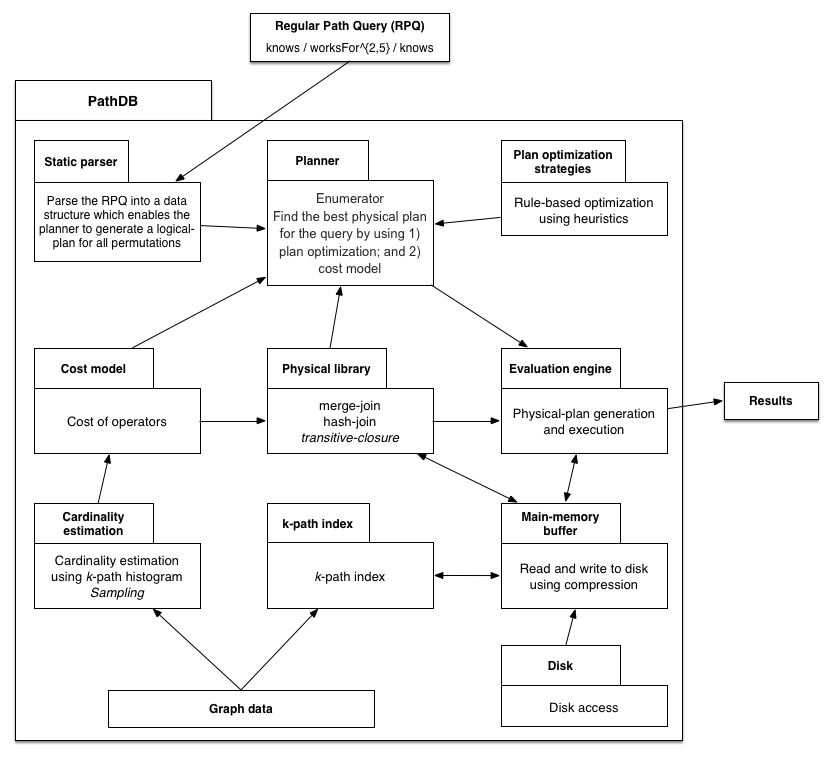 Regular Path Query (RPQ)
knows / worksFor^{2,5} / knows
PathDB
Static parser
Parse the RPQ into a data
structure which enables the
planner to generate a logical-
plan for all permutations
Planner
Enumerator
Find the best physical plan
for the query by using 1)
plan optimization; and 2)
cost model
Plan optimization
strategies
Rule-based optimization
using heuristics
Cost model
Cost of operators
Physical library
merge-join
hash-join
transitive-closure
Evaluation engine
Physical-plan generation
and execution
Results
Cardinality
estimation
Cardinality estimation
using k-path histogram
Sampling
k-path index
k-path index
Main-memory
buffer
Read and write to disk
using compression
Disk
Disk access
Graph data